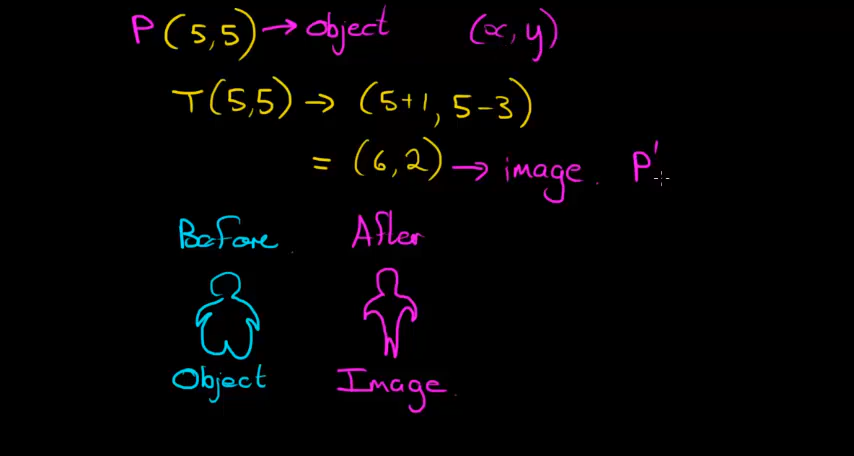 P (5,5) → object (x, y)
T (5,5) → (5+1, 5-3)
= (6,2) → image. P'
Before After
Object Image.